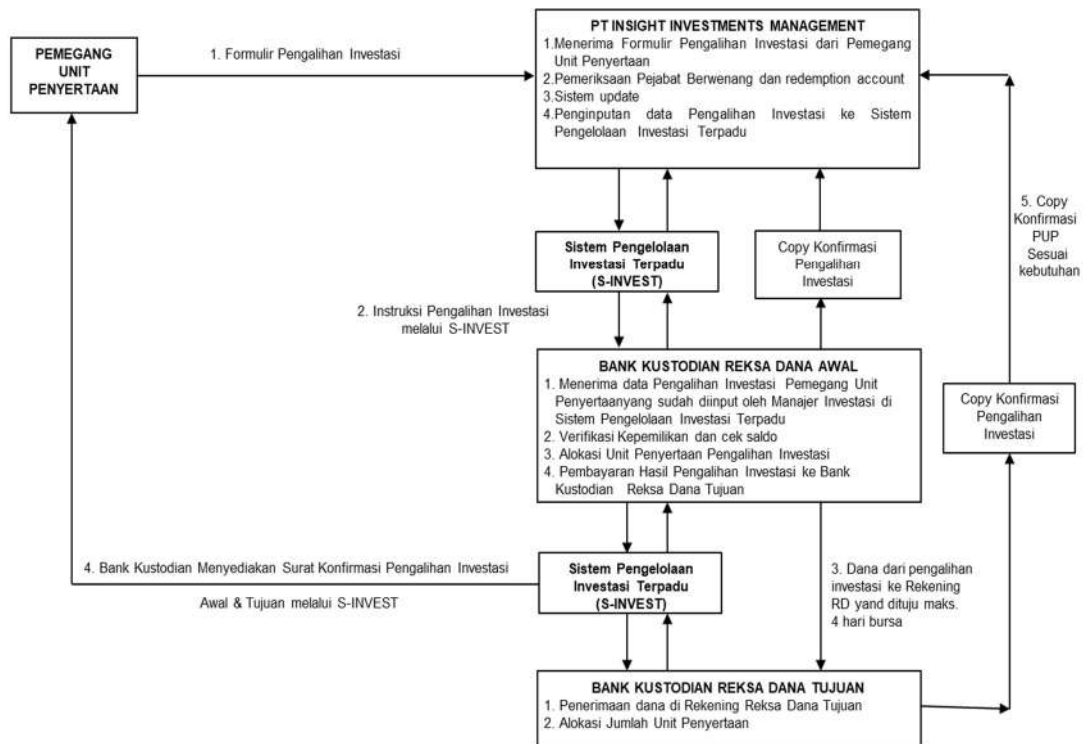 PEMEGANG
UNIT
PENYERTAAN
1. Formulir Pengalihan Investasi
PT INSIGHT INVESTMENTS MANAGEMENT
1.Menerima Formulir Pengalihan Investasi dari Pemegang
Unit Penyertaan
2.Pemeriksaan Pejabat Berwenang dan redemption account
3.Sistem update
4.Penginputan data Pengalihan Investasi ke Sistem
Pengelolaan Investasi Terpadu
Sistem Pengelolaan
Investasi Terpadu
(S-INVEST)
Copy Konfirmasi
Pengalihan
Investasi
5. Copy
Konfirmasi
PUP
Sesuai
kebutuhan
2. Instruksi Pengalihan Investasi
melalui S-INVEST
BANK KUSTODIAN REKSA DANA AWAL
1. Menerima data Pengalihan Investasi Pemegang Unit
Penyertaanyang sudah diinput oleh Manajer Investasi di
Sistem Pengelolaan Investasi Terpadu
2. Verifikasi Kepemilikan dan cek saldo
3. Alokasi Unit Penyertaan Pengalihan Investasi
4. Pembayaran Hasil Pengalihan Investasi ke Bank
Kustodian Reksa Dana Tujuan
Copy Konfirmasi
Pengalihan
Investasi
4. Bank Kustodian Menyediakan Surat Konfirmasi Pengalihan Investasi
Awal & Tujuan melalui S-INVEST
Sistem Pengelolaan
Investasi Terpadu
(S-INVEST)
3. Dana dari pengalihan
investasi ke Rekening
RD yand dituju maks.
4 hari bursa
BANK KUSTODIAN REKSA DANA TUJUAN
1. Penerimaan dana di Rekening Reksa Dana Tujuan
2. Alokasi Jumlah Unit Penyertaan